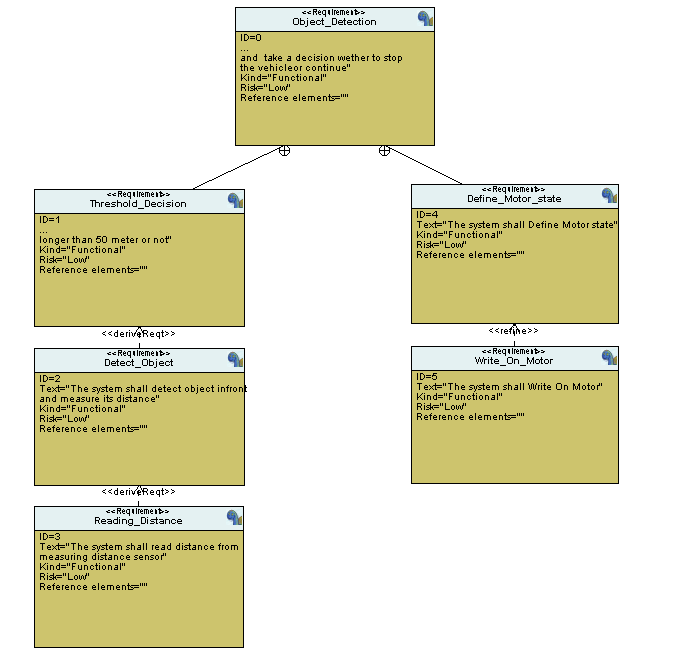 <<Requirement>>
Object_Detection
ID=0
...
and take a decision wether to stop
the vehicleor continue"
Kind="Functional"
Risk="Low"
Reference elements=""
<<Requirement>>
Threshold_Decision
ID=1
...
longer than 50 meter or not"
Kind="Functional"
Risk="Low"
Reference elements=""
<<deriveReqt>>
<<Requirement>>
Detect_Object
ID=2
Text="The system shall detect object infront
and measure its distance"
Kind="Functional"
Risk="Low"
Reference elements=""
<<deriveReqt>>
<<Requirement>>
Reading_Distance
ID=3
Text="The system shall read distance from
measuring distance sensor"
Kind="Functional"
Risk="Low"
Reference elements=""
<<Requirement>>
Define_Motor_state
ID=4
Text="The system shall Define Motor state"
Kind="Functional"
Risk="Low"
Reference elements=""
<<refine>>
<<Requirement>>
Write_On_Motor
ID=5
Text="The system shall Write On Motor"
Kind="Functional"
Risk="Low"
Reference elements=""